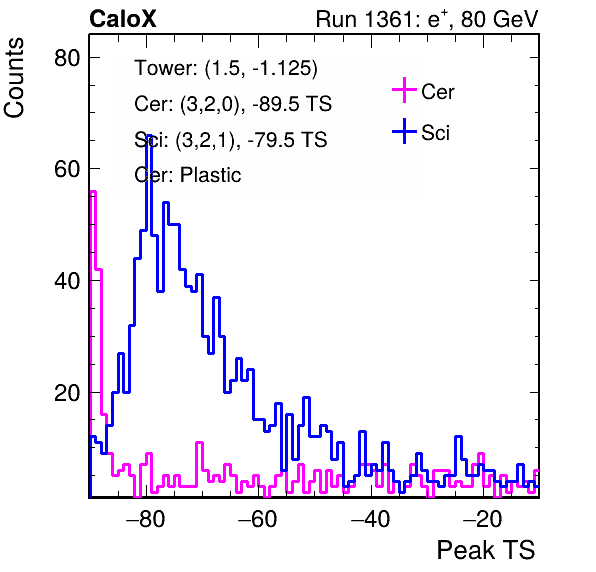 CaloX Run 1361: e⁺, 80 GeV
Counts
80
60
40
20
Tower: (1.5, -1.125)
Cer: (3,2,0), -89.5 TS
Sci: (3,2,1), -79.5 TS
Cer: Plastic
Cer
Sci
−80 −60 −40 −20
Peak TS